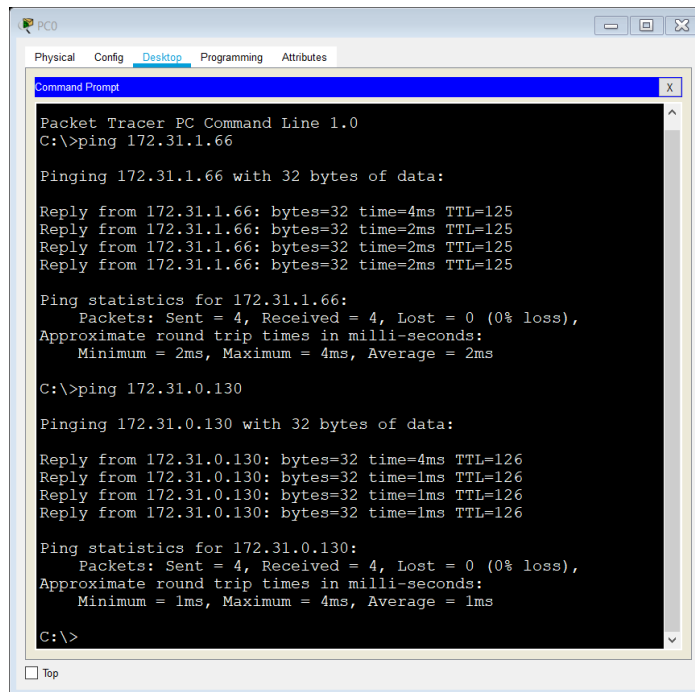 PC0
Physical Config Desktop Programming Attributes
Command Prompt
X
Packet Tracer PC Command Line 1.0
C:\>ping 172.31.1.66
Pinging 172.31.1.66 with 32 bytes of data:
Reply from 172.31.1.66: bytes=32 time=4ms TTL=125
Reply from 172.31.1.66: bytes=32 time=2ms TTL=125
Reply from 172.31.1.66: bytes=32 time=2ms TTL=125
Reply from 172.31.1.66: bytes=32 time=2ms TTL=125
Ping statistics for 172.31.1.66:
Packets: Sent = 4, Received = 4, Lost = 0 (0% loss),
Approximate round trip times in milli-seconds:
Minimum = 2ms, Maximum = 4ms, Average = 2ms
C:\>ping 172.31.0.130
Pinging 172.31.0.130 with 32 bytes of data:
Reply from 172.31.0.130: bytes=32 time=4ms TTL=126
Reply from 172.31.0.130: bytes=32 time=1ms TTL=126
Reply from 172.31.0.130: bytes=32 time=1ms TTL=126
Reply from 172.31.0.130: bytes=32 time=1ms TTL=126
Ping statistics for 172.31.0.130:
Packets: Sent = 4, Received = 4, Lost = 0 (0% loss),
Approximate round trip times in milli-seconds:
Minimum = 1ms, Maximum = 4ms, Average = 1ms
C:\>
Top